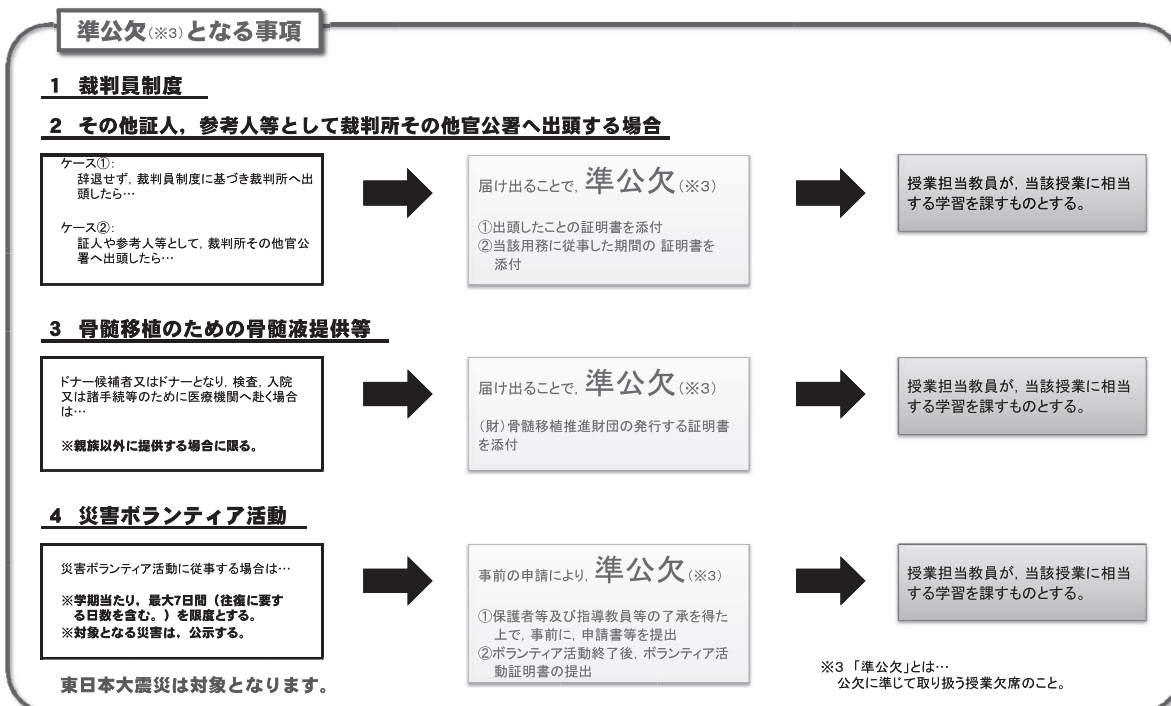 準公欠(※3)となる事項
1 裁判員制度
2 その他証人，参考人等として裁判所その他官公署へ出頭する場合
ケース①:
辞退せず, 裁判員制度に基づき裁判所へ出
頭したら…
ケース②:
証人や参考人等として, 裁判所その他官公
署へ出頭したら…
届け出ることで, 準公欠(※3)
①出頭したことの証明書を添付
②当該用務に従事した期間の 証明書を
添付
授業担当教員が, 当該授業に相当
する学習を課すものとする。
3 骨髄移植のための骨髄液提供等
ドナー候補者又はドナーとなり, 検査, 入院
又は諸手続等のために医療機関へ赴く場合
は…
※親族以外に提供する場合に限る。
届け出ることで, 準公欠(※3)
(財)骨髄移植推進財団の発行する証明書
を添付
授業担当教員が, 当該授業に相当
する学習を課すものとする。
4 災害ボランティア活動
災害ボランティア活動に従事する場合は…
※学期当たり，最大7日間（往復に要す
る日数を含む。）を限度とする。
※対象となる災害は，公示する。
東日本大震災は対象となります。
事前の申請により, 準公欠(※3)
①保護者等及び指導教員等の了承を得た
上で, 事前に, 申請書等を提出
②ボランティア活動終了後, ボランティア活
動証明書の提出
授業担当教員が, 当該授業に相当
する学習を課すものとする。
※3 「準公欠」とは…
公欠に準じて取り扱う授業欠席のこと。